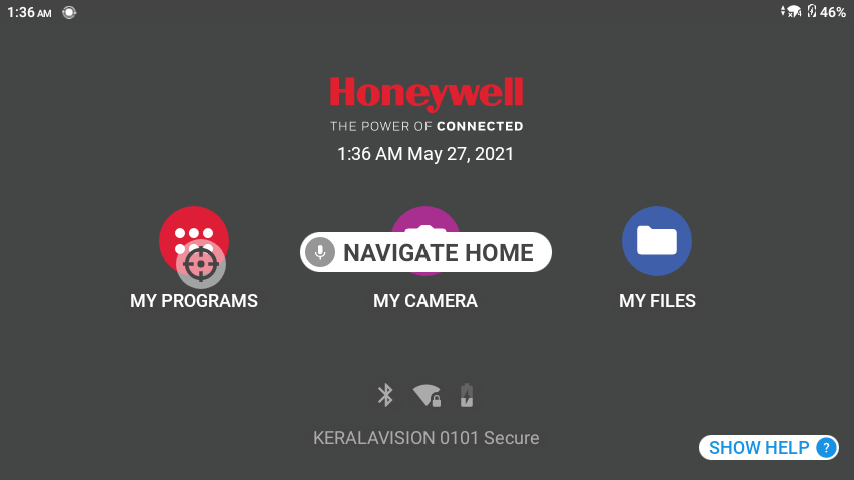 1:36 AM
46%
Honeywell
THE POWER OF CONNECTED
1:36 AM May 27, 2021
NAVIGATE HOME
MY PROGRAMS
MY CAMERA
MY FILES
KERALAVISION 0101 Secure
SHOW HELP ?